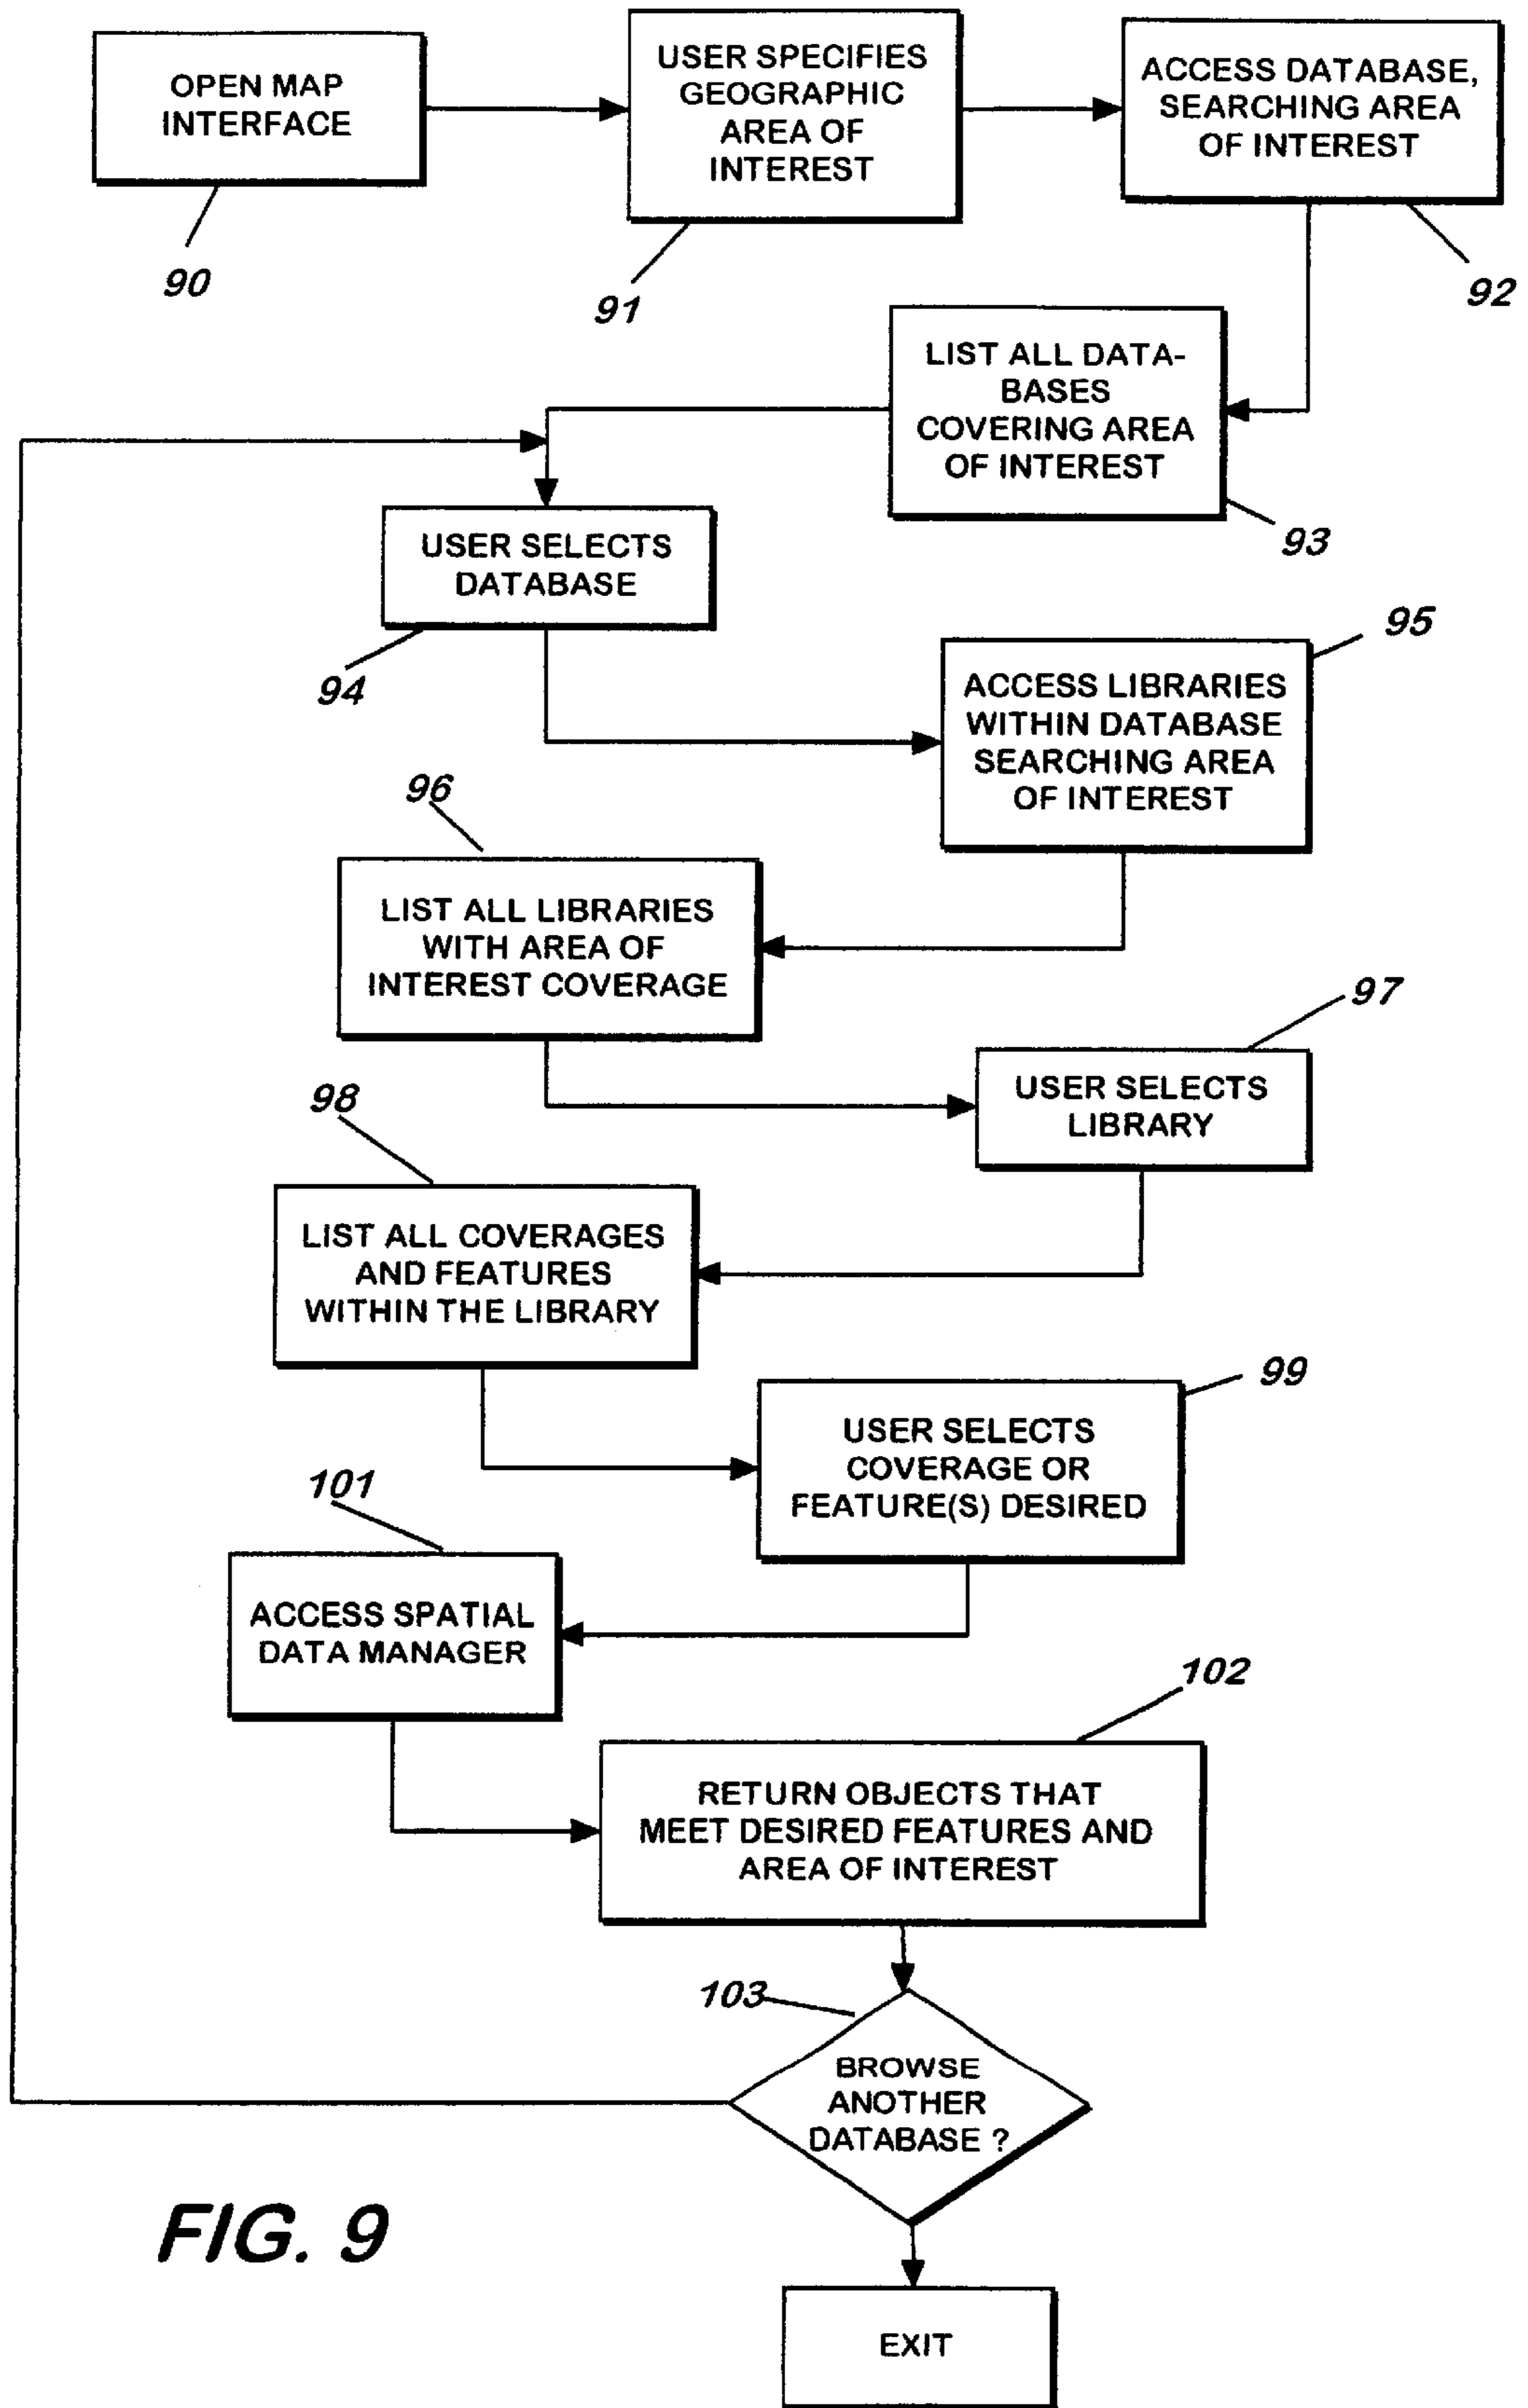 OPEN MAP
INTERFACE
90
USER SPECIFIES
GEOGRAPHIC
AREA OF
INTEREST
91
ACCESS DATABASE,
SEARCHING AREA
OF INTEREST
92
LIST ALL DATA-
BASES
COVERING AREA
OF INTEREST
93
USER SELECTS
DATABASE
94
95
ACCESS LIBRARIES
WITHIN DATABASE
SEARCHING AREA
OF INTEREST
96
LIST ALL LIBRARIES
WITH AREA OF
INTEREST COVERAGE
97
USER SELECTS
LIBRARY
98
LIST ALL COVERAGES
AND FEATURES
WITHIN THE LIBRARY
99
USER SELECTS
COVERAGE OR
FEATURE(S) DESIRED
101
ACCESS SPATIAL
DATA MANAGER
102
RETURN OBJECTS THAT
MEET DESIRED FEATURES AND
AREA OF INTEREST
103
BROWSE
ANOTHER
DATABASE ?
FIG. 9
EXIT